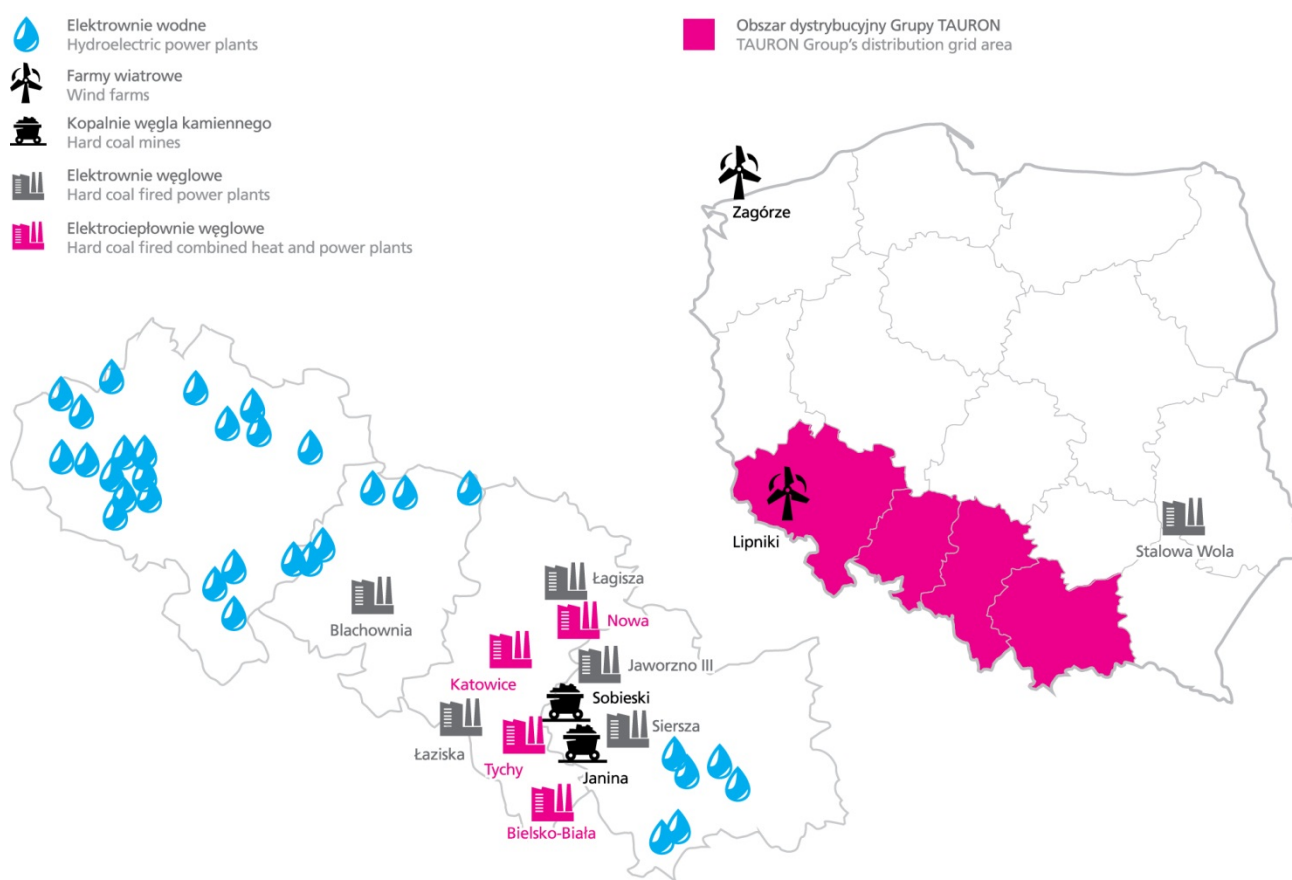 Elektrownie wodne
Hydroelectric power plants
Farmy wiatrowe
Wind farms
Kopalnie węgla kamiennego
Hard coal mines
Elektrownie węglowe
Hard coal fired power plants
Elektrociepłownie węglowe
Hard coal fired combined heat and power plants
Obszar dystrybucyjny Grupy TAURON
TAURON Group's distribution grid area
Zagórze
Lipniki
Stalowa Wola
Łagisza
Nowa
Blachownia
Jaworzno III
Katowice
Sobieski
Siersza
Łaziska
Tychy
Janina
Bielsko-Biała